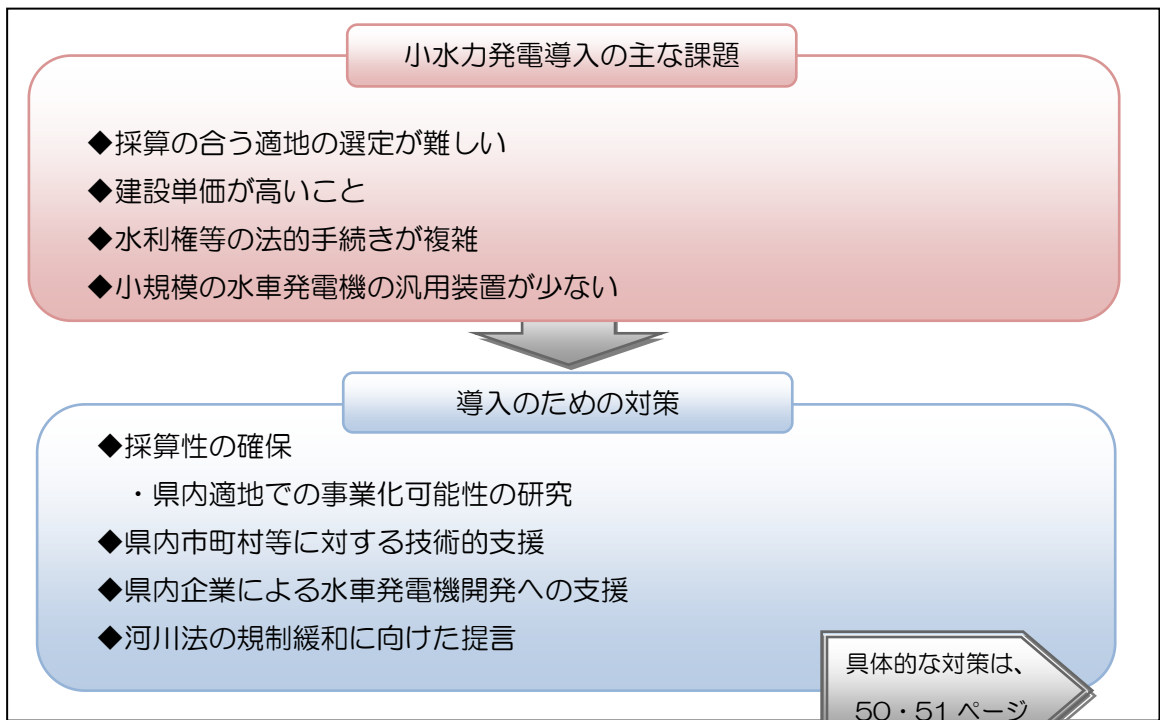 小水力発電導入の主な課題
◆採算の合う適地の選定が難しい
◆建設単価が高いこと
◆水利権等の法的手続きが複雑
◆小規模の水車発電機の汎用装置が少ない
導入のための対策
◆採算性の確保
・県内適地での事業化可能性の研究
◆県内市町村等に対する技術的支援
◆県内企業による水車発電機開発への支援
◆河川法の規制緩和に向けた提言
具体的な対策は、
50・51 ページ